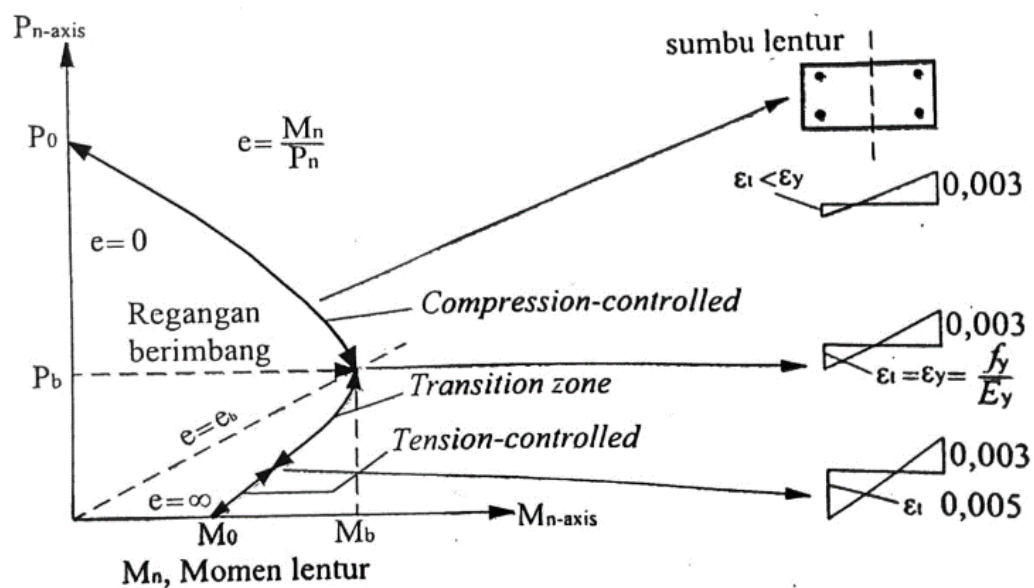 Pn-axis
sumbu lentur
P0
e = Mn
Pn
εt < εy
0,003
e = 0
Compression-controlled
Regangan
berimbang
0,003
Pb
εt = εy = fy
Ey
Transition zone
e = eb
Tension-controlled
0,003
e = ∞
εt 0,005
Mn-axis
M0
Mb
Mn, Momen lentur